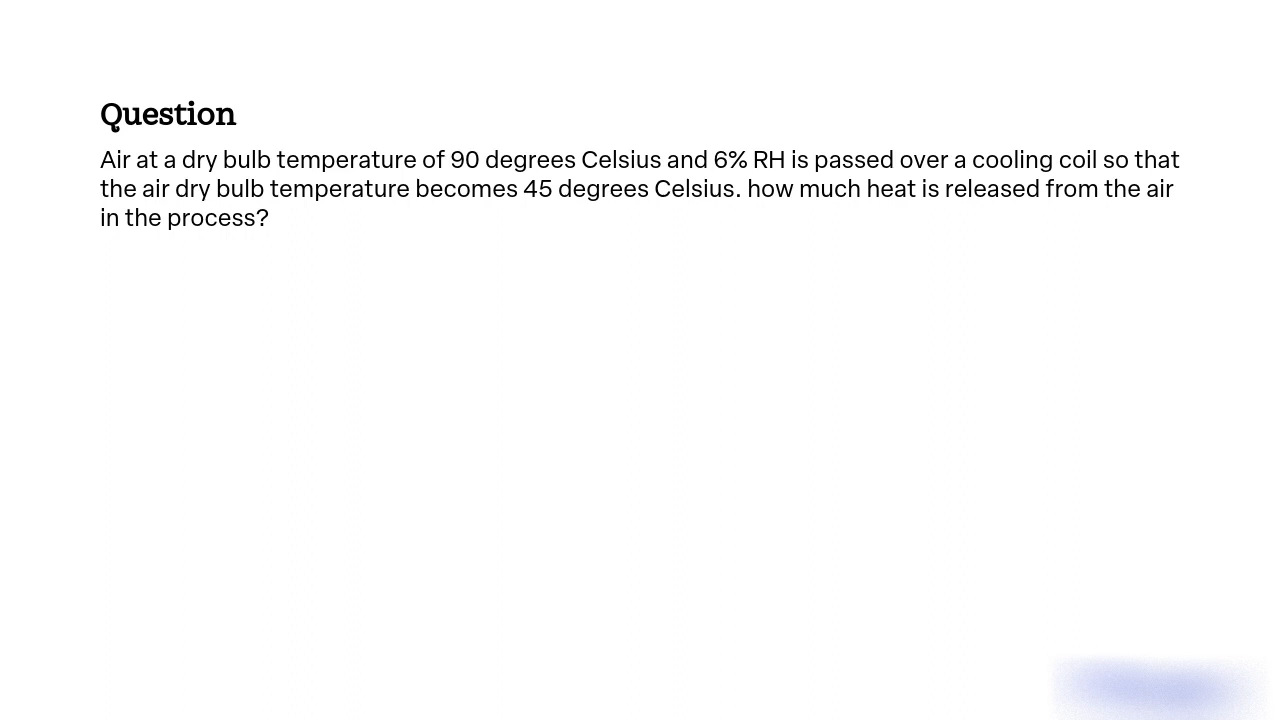 Question
Air at a dry bulb temperature of 90 degrees Celsius and 6% RH is passed over a cooling coil so that
the air dry bulb temperature becomes 45 degrees Celsius. how much heat is released from the air
in the process?